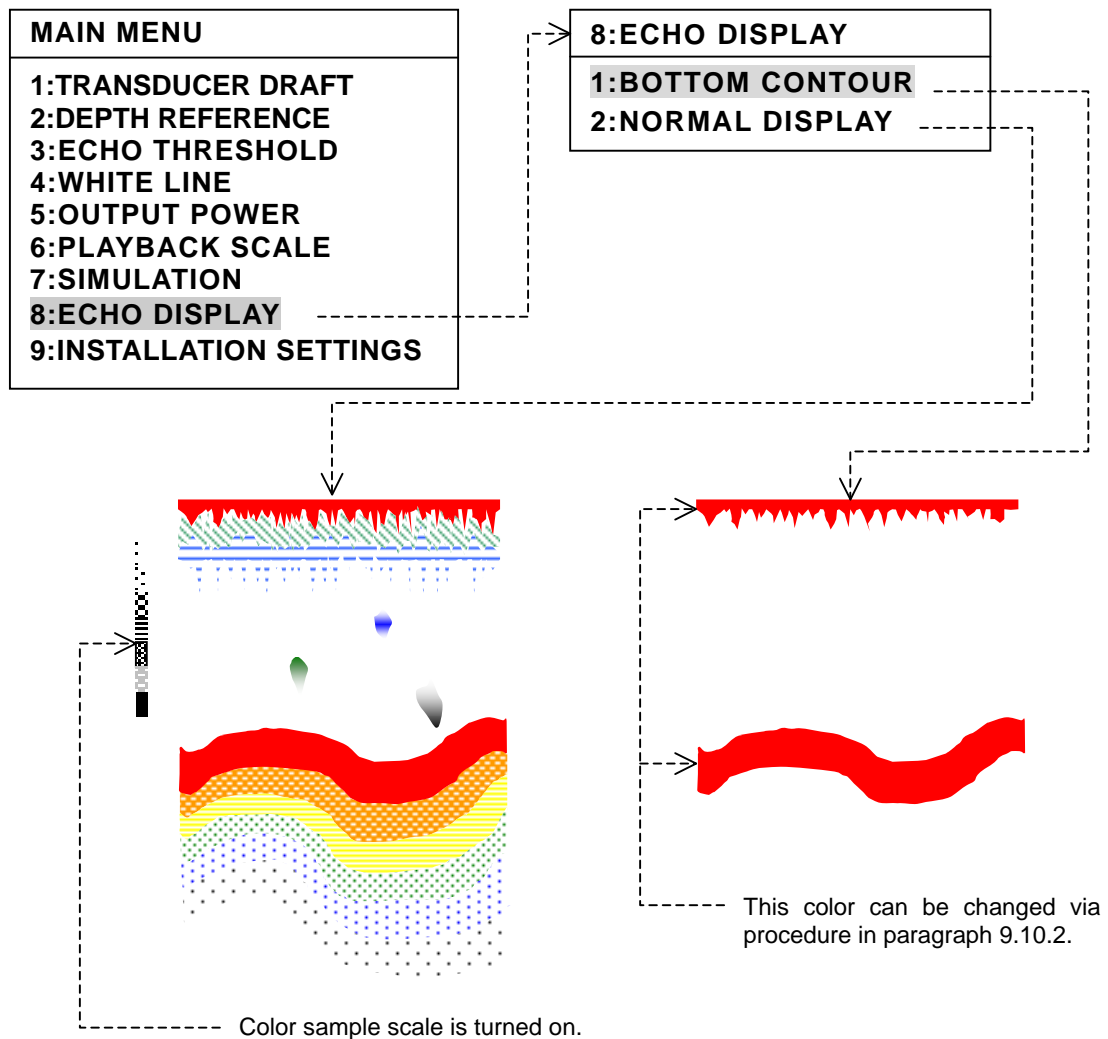 MAIN MENU
1:TRANSDUCER DRAFT
2:DEPTH REFERENCE
3:ECHO THRESHOLD
4:WHITE LINE
5:OUTPUT POWER
6:PLAYBACK SCALE
7:SIMULATION
8:ECHO DISPLAY
9:INSTALLATION SETTINGS
8:ECHO DISPLAY
1:BOTTOM CONTOUR
2:NORMAL DISPLAY
This color can be changed via
procedure in paragraph 9.10.2.
Color sample scale is turned on.